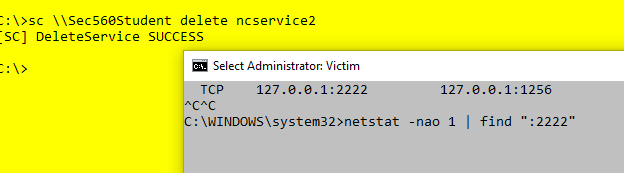 C:\>sc \\Sec560Student delete ncservice2
[SC] DeleteService SUCCESS
C:\>
Select Administrator: Victim
TCP    127.0.0.1:2222         127.0.0.1:1256
^C^C
C:\WINDOWS\system32>netstat -nao 1 | find ":2222"